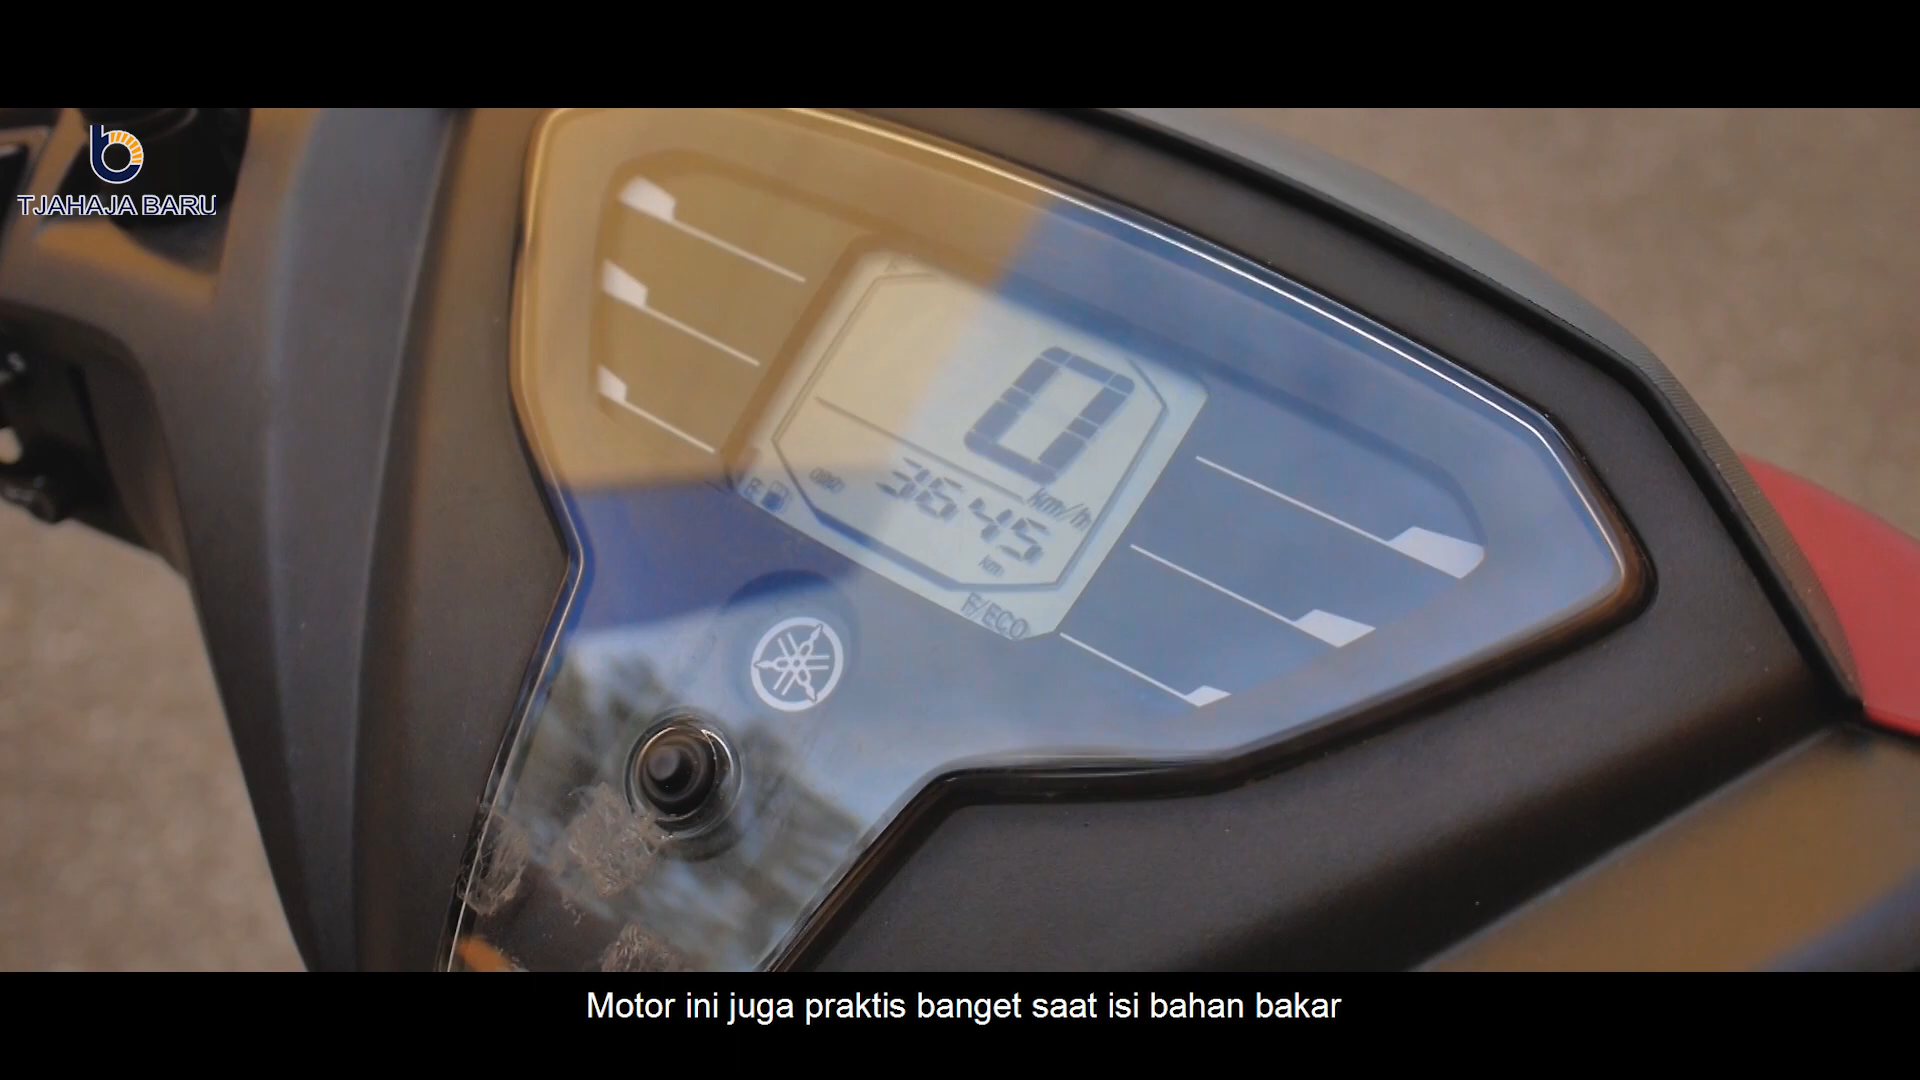 TJAHAJA BARU
0
km/h
ODO
3645
km
E
F/ECO
Motor ini juga praktis banget saat isi bahan bakar